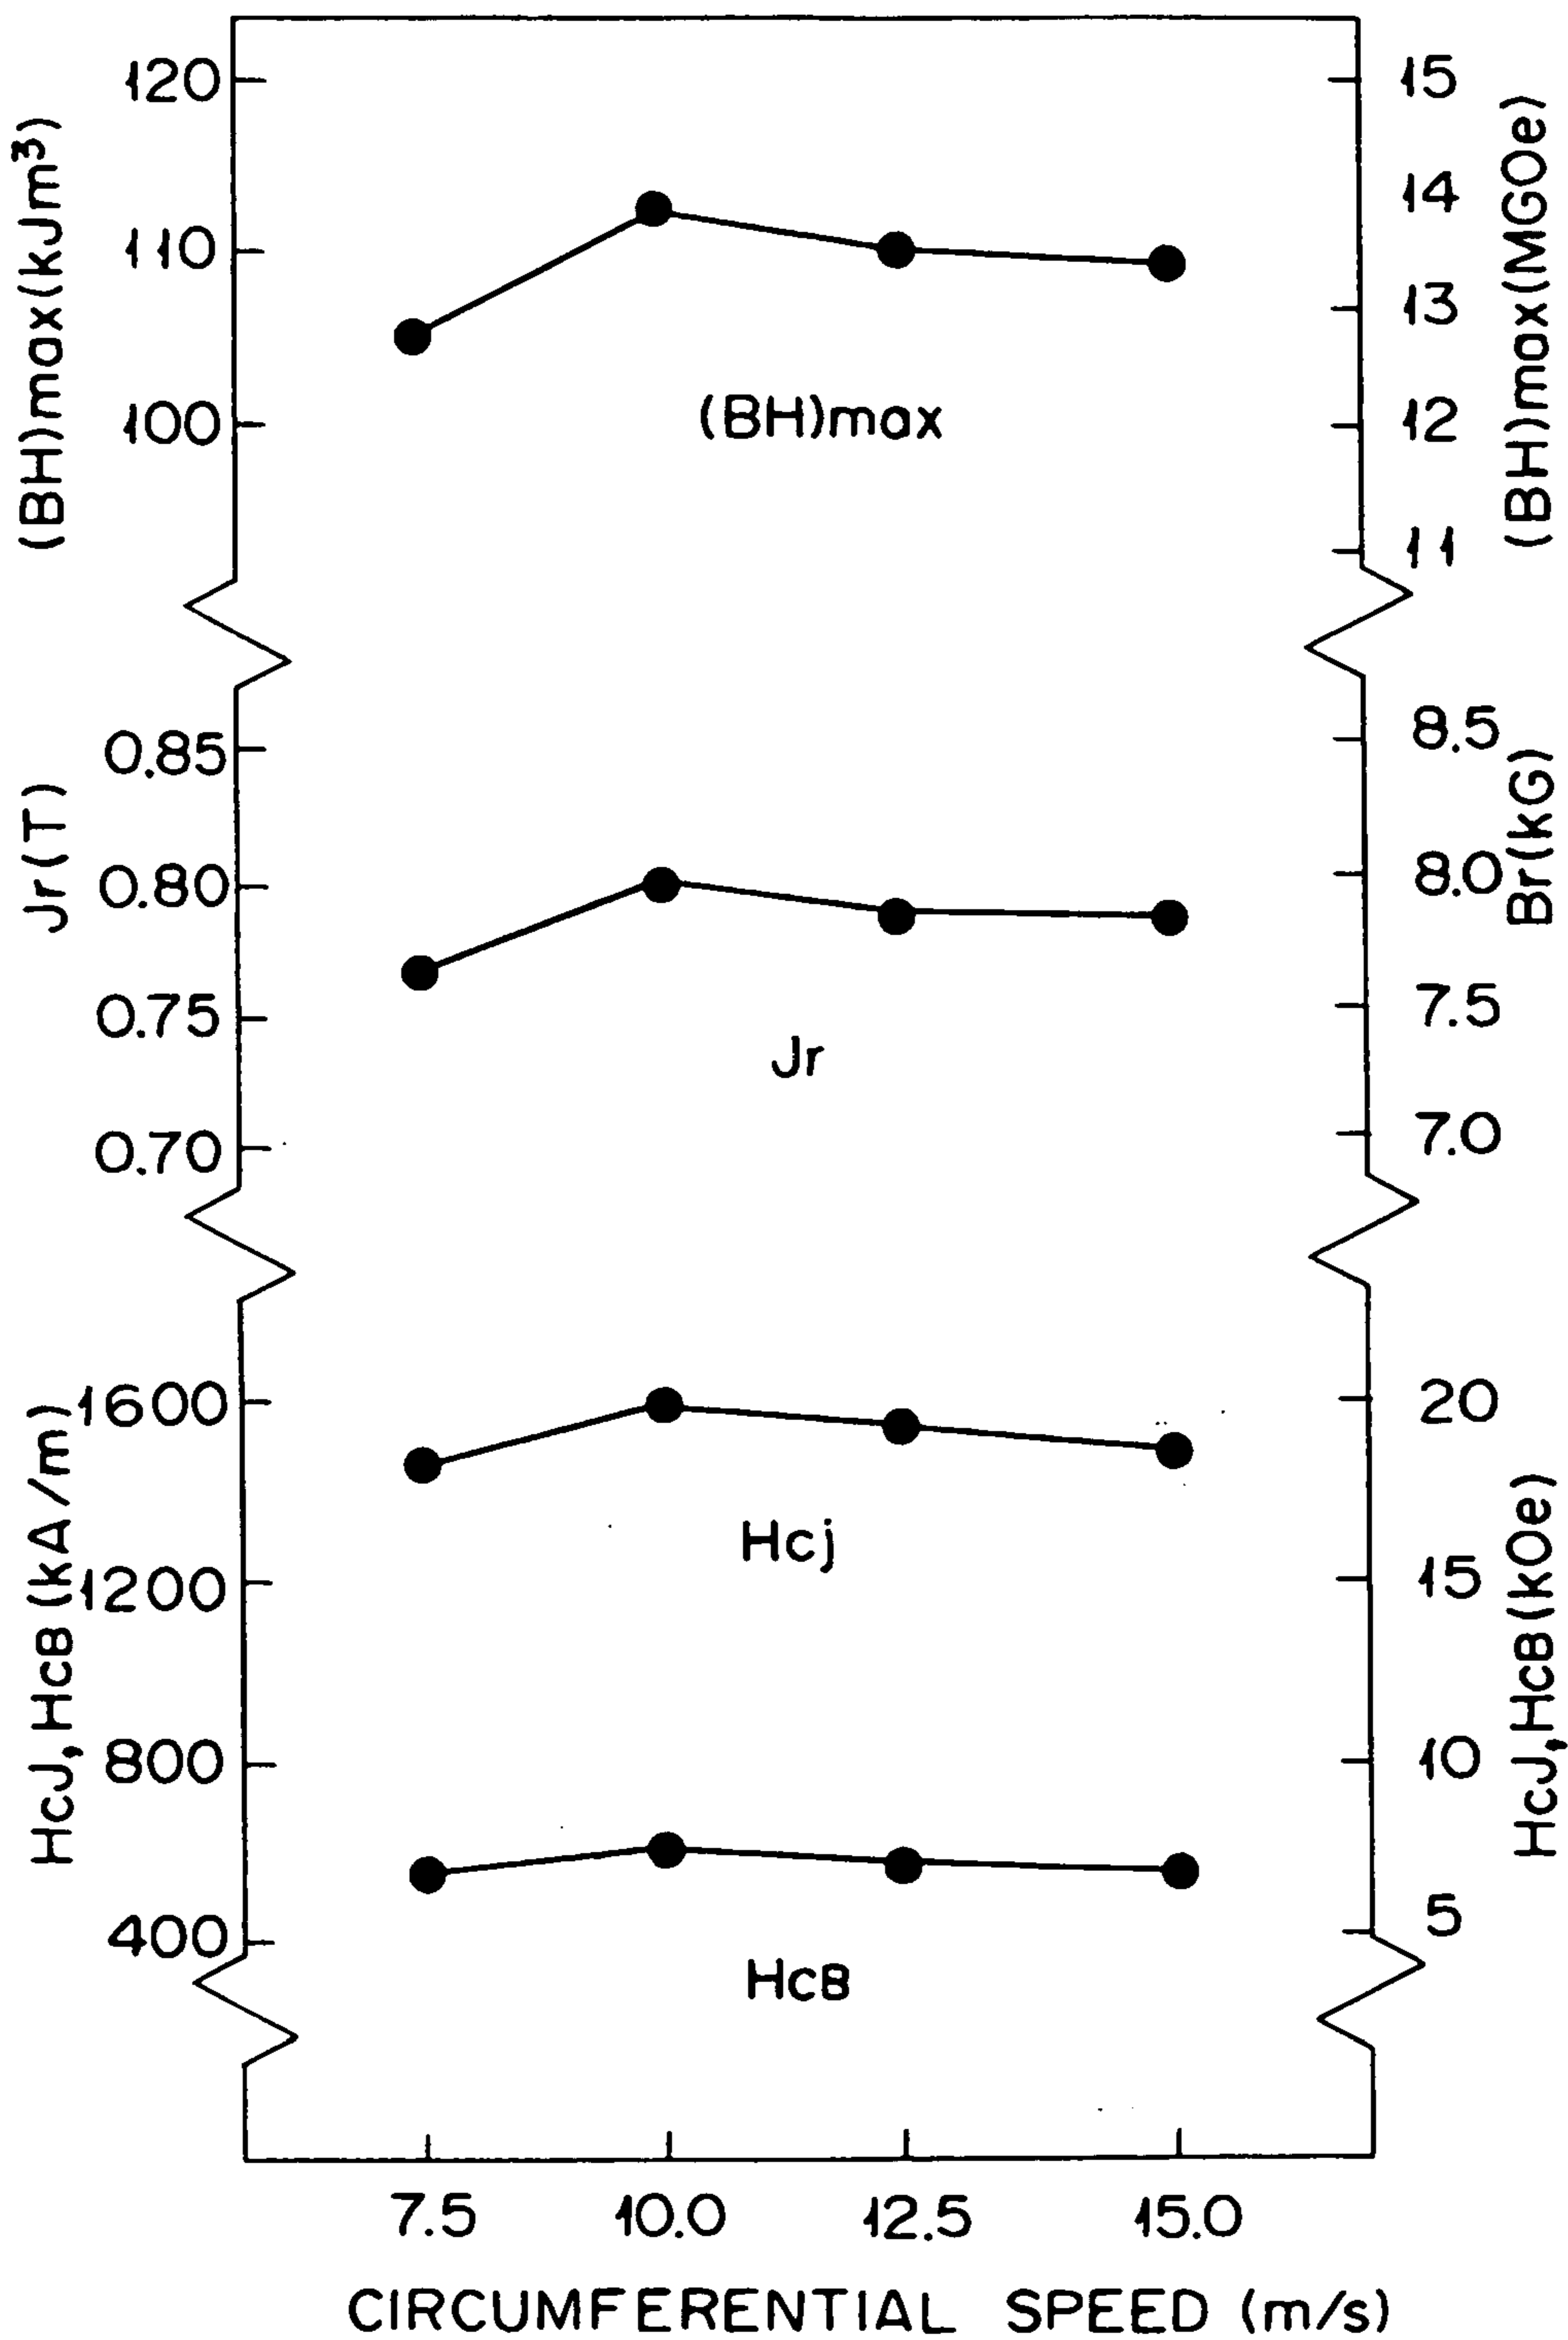 120
110
100
(BH)max(kJm³)
15
14
13
12
11
(BH)max(MGOe)
(BH)max
0.85
0.80
0.75
0.70
Jr(T)
8.5
8.0
7.5
7.0
Br(kG)
Jr
1600
1200
800
400
HcJ, HcB (kA/m)
20
15
10
5
HcJ, HcB (kOe)
Hcj
HcB
7.5 10.0 12.5 15.0
CIRCUMFERENTIAL SPEED (m/s)